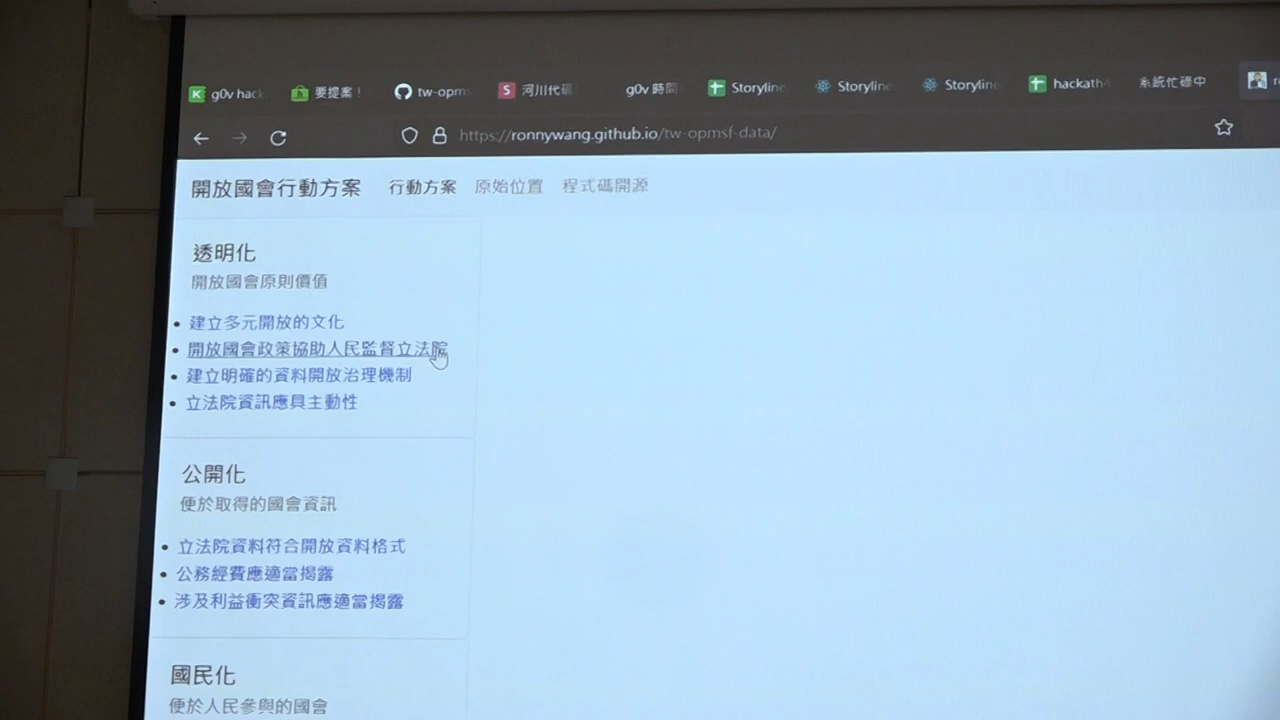 g0v hack
要提案！
tw-opms
河川代碼
g0v 時間
Storyline
Storyline
Storyline
hackath
系統忙碌中
https://ronnywang.github.io/tw-opmsf-data/
開放國會行動方案 行動方案 原始位置 程式碼開源
透明化
開放國會原則價值
建立多元開放的文化
開放國會政策協助人民監督立法院
建立明確的資料開放治理機制
立法院資訊應具主動性
公開化
便於取得的國會資訊
立法院資料符合開放資料格式
公務經費應適當揭露
涉及利益衝突資訊應適當揭露
國民化
便於人民參與的國會